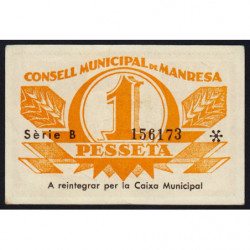 CONSELL MUNICIPAL DE MANRESA
Sèrie B 1 156173 *
PESSETA
A reintegrar per la Caixa Municipal